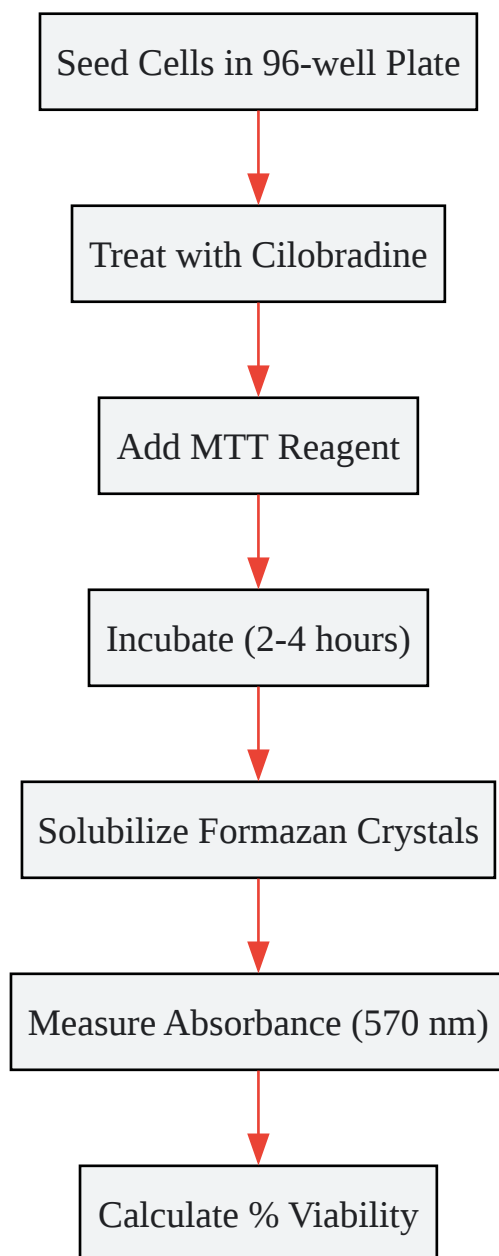 Seed Cells in 96-well Plate
Treat with Cilobradine
Add MTT Reagent
Incubate (2-4 hours)
Solubilize Formazan Crystals
Measure Absorbance (570 nm)
Calculate % Viability